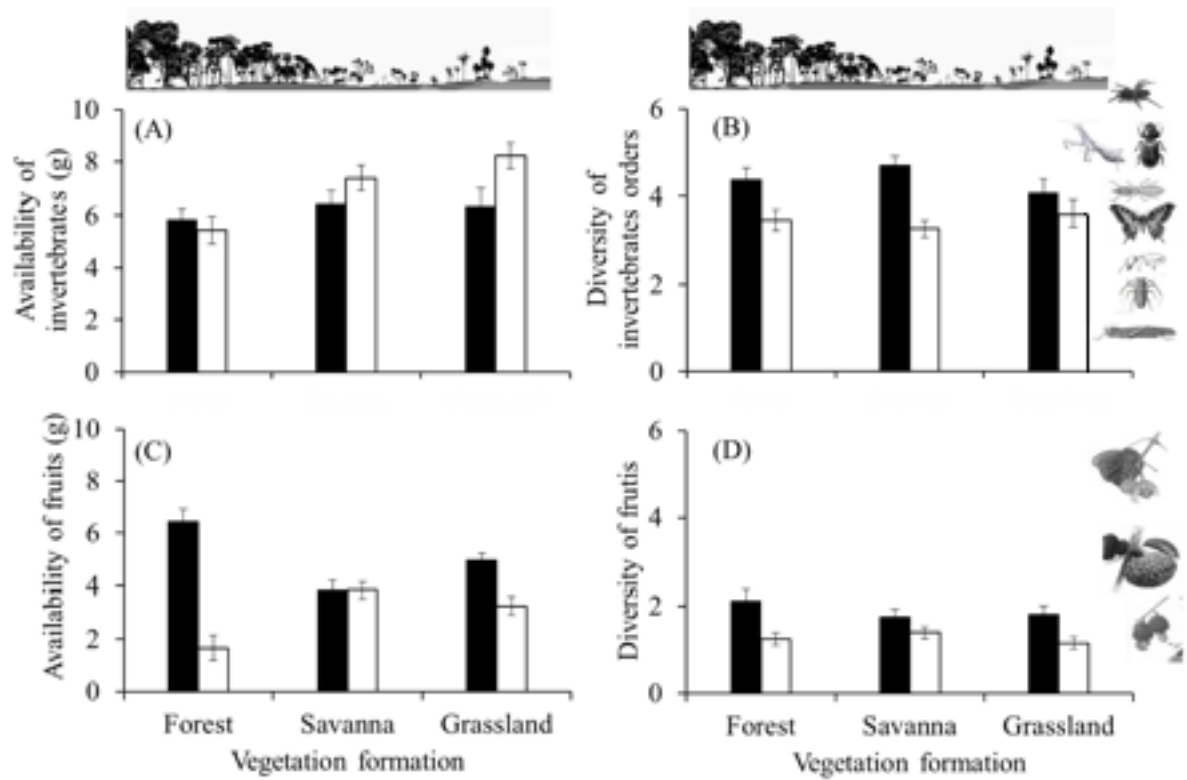 10
8
6
4
2
0
(A)
Availability of
invertebrates (g)
6
4
2
0
(B)
Diversity of
invertebrates orders
10
8
6
4
2
0
(C)
Availability of fruits (g)
Forest Savanna Grassland
Vegetation formation
6
4
2
0
(D)
Diversity of frutis
Forest Savanna Grassland
Vegetation formation